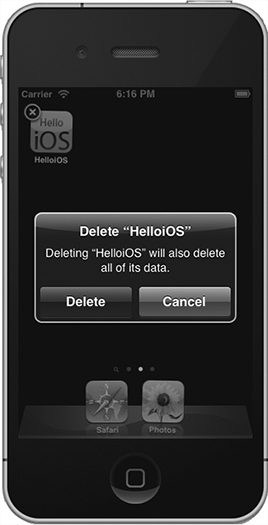 Carrier 6:16 PM
Hello
iOS
HelloiOS
Delete “HelloiOS”
Deleting “HelloiOS” will also delete
all of its data.
Delete Cancel
Safari Photos